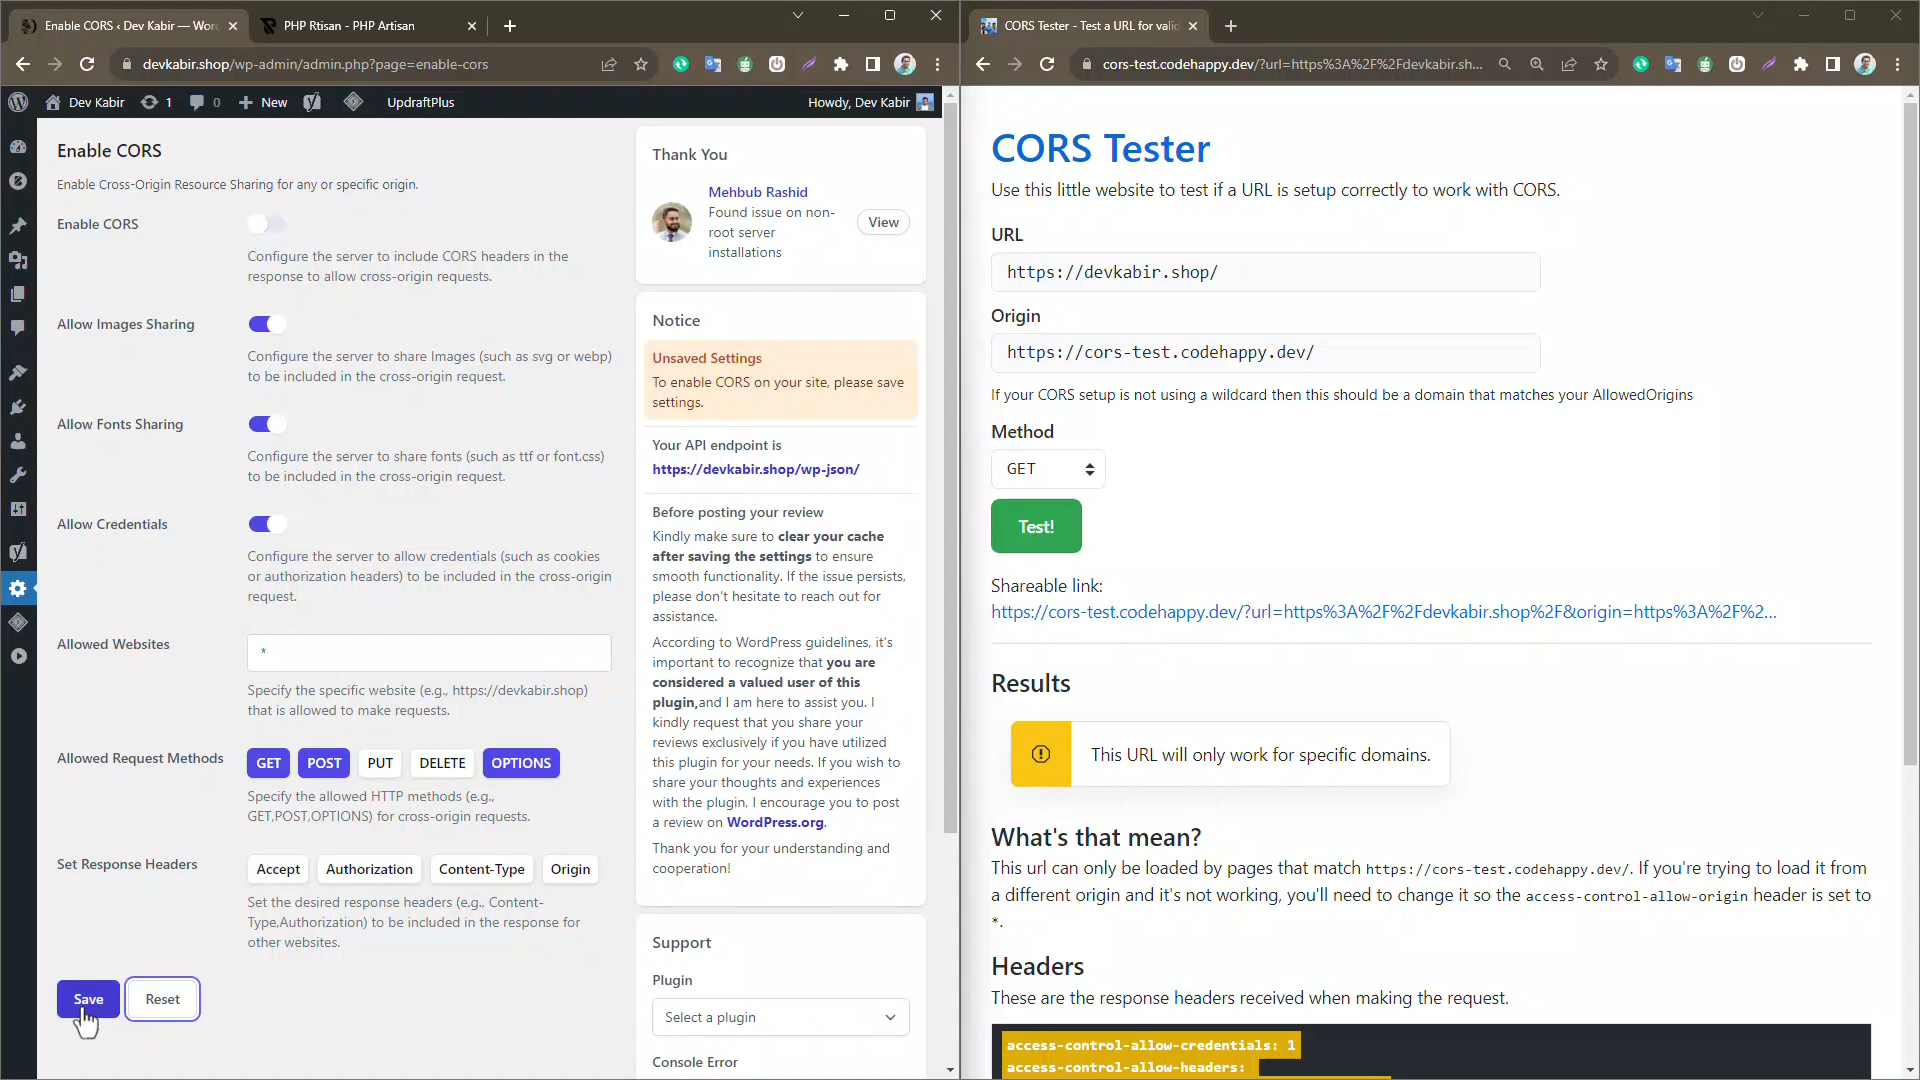 Enable CORS ‹ Dev Kabir — Worc
PHP Rtisan - PHP Artisan
devkabir.shop/wp-admin/admin.php?page=enable-cors
Dev Kabir
1
0
New
UpdraftPlus
Howdy, Dev Kabir
Enable CORS
Enable Cross-Origin Resource Sharing for any or specific origin.
Enable CORS
Configure the server to include CORS headers in the
response to allow cross-origin requests.
Allow Images Sharing
Configure the server to share Images (such as svg or webp)
to be included in the cross-origin request.
Allow Fonts Sharing
Configure the server to share fonts (such as ttf or font.css)
to be included in the cross-origin request.
Allow Credentials
Configure the server to allow credentials (such as cookies
or authorization headers) to be included in the cross-origin
request.
Allowed Websites
*
Specify the specific website (e.g., https://devkabir.shop)
that is allowed to make requests.
Allowed Request Methods
GET POST PUT DELETE OPTIONS
Specify the allowed HTTP methods (e.g.,
GET,POST,OPTIONS) for cross-origin requests.
Set Response Headers
Accept Authorization Content-Type Origin
Set the desired response headers (e.g., Content-
Type,Authorization) to be included in the response for
other websites.
Save Reset
Thank You
Mehbub Rashid
Found issue on non-
root server
installations
View
Notice
Unsaved Settings
To enable CORS on your site, please save
settings.
Your API endpoint is
https://devkabir.shop/wp-json/
Before posting your review
Kindly make sure to clear your cache
after saving the settings to ensure
smooth functionality. If the issue persists,
please don't hesitate to reach out for
assistance.
According to WordPress guidelines, it's
important to recognize that you are
considered a valued user of this
plugin,and I am here to assist you. I
kindly request that you share your
reviews exclusively if you have utilized
this plugin for your needs. If you wish to
share your thoughts and experiences
with the plugin, I encourage you to post
a review on WordPress.org.
Thank you for your understanding and
cooperation!
Support
Plugin
Select a plugin
Console Error
CORS Tester - Test a URL for valid
cors-test.codehappy.dev/?url=https%3A%2F%2Fdevkabir.sh...
CORS Tester
Use this little website to test if a URL is setup correctly to work with CORS.
URL
https://devkabir.shop/
Origin
https://cors-test.codehappy.dev/
If your CORS setup is not using a wildcard then this should be a domain that matches your AllowedOrigins
Method
GET
Test!
Shareable link:
https://cors-test.codehappy.dev/?url=https%3A%2F%2Fdevkabir.shop%2F&origin=https%3A%2F%2...
Results
This URL will only work for specific domains.
What's that mean?
This url can only be loaded by pages that match https://cors-test.codehappy.dev/. If you're trying to load it from
a different origin and it's not working, you'll need to change it so the access-control-allow-origin header is set to
*.
Headers
These are the response headers received when making the request.
access-control-allow-credentials: 1
access-control-allow-headers: